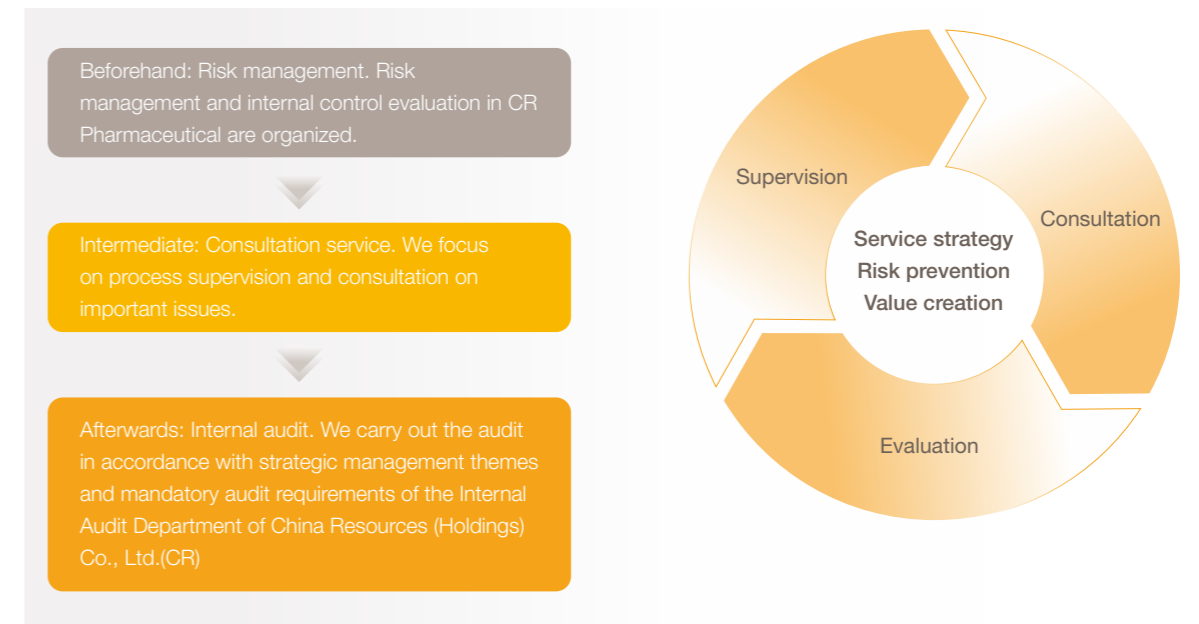 Beforehand: Risk management. Risk
management and internal control evaluation in CR
Pharmaceutical are organized.
Intermediate: Consultation service. We focus
on process supervision and consultation on
important issues.
Afterwards: Internal audit. We carry out the audit
in accordance with strategic management themes
and mandatory audit requirements of the Internal
Audit Department of China Resources (Holdings)
Co., Ltd.(CR)
Supervision
Consultation
Service strategy
Risk prevention
Value creation
Evaluation